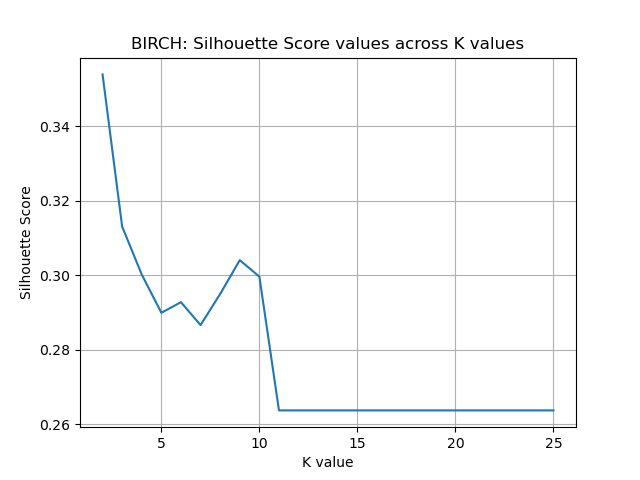 BIRCH: Silhouette Score values across K values
Silhouette Score
0.34
0.32
0.30
0.28
0.26
5 10 15 20 25
K value